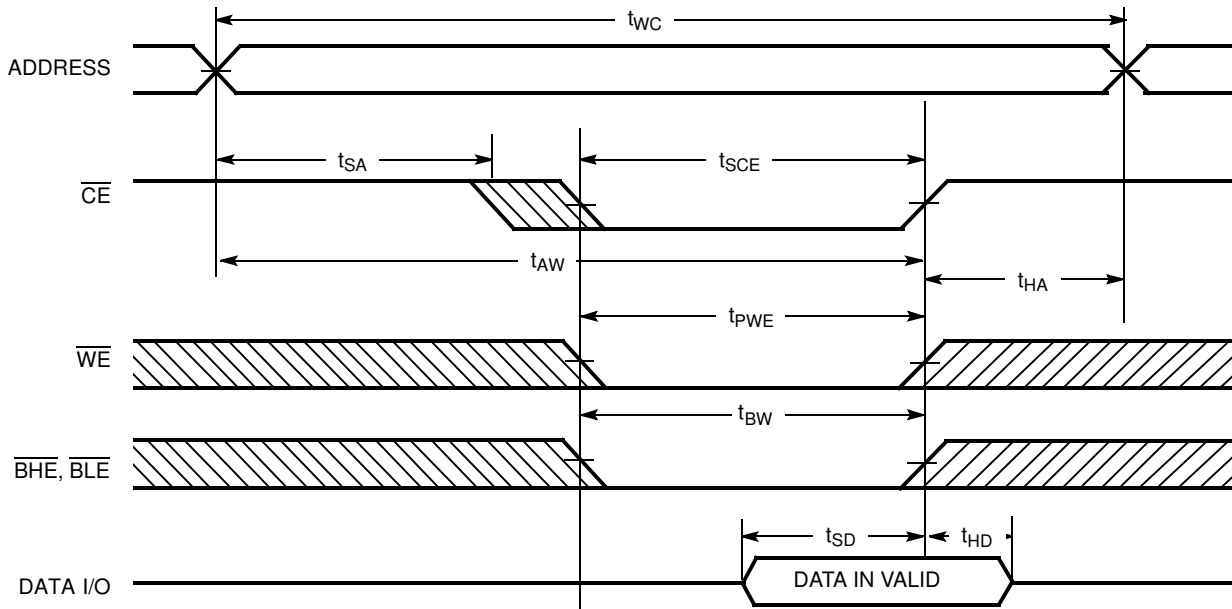 tWC
ADDRESS
tSA
tSCE
CE
tAW
tHA
tPWE
WE
tBW
BHE, BLE
tSD
tHD
DATA I/O
DATA IN VALID